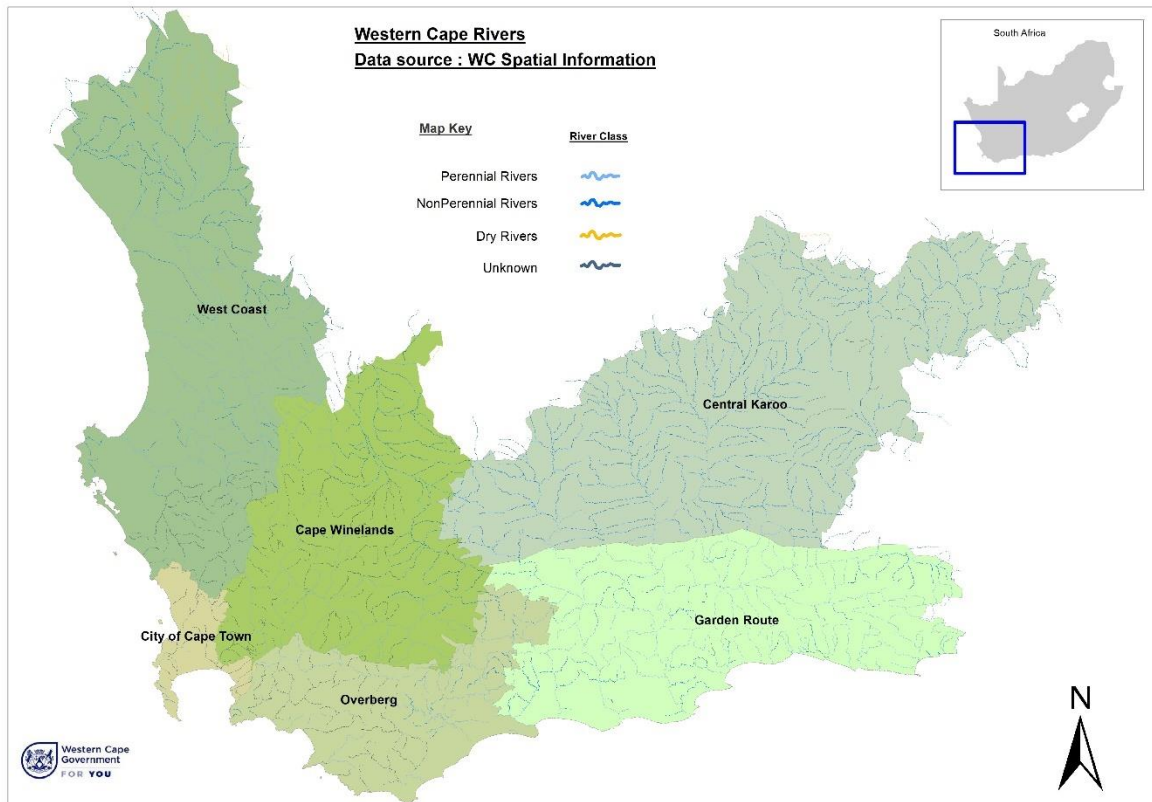 Western Cape Rivers
Data source : WC Spatial Information
South Africa
Map Key
River Class
Perennial Rivers
NonPerennial Rivers
Dry Rivers
Unknown
West Coast
Central Karoo
Cape Winelands
Garden Route
City of Cape Town
Overberg
N
Western Cape
Government
FOR YOU